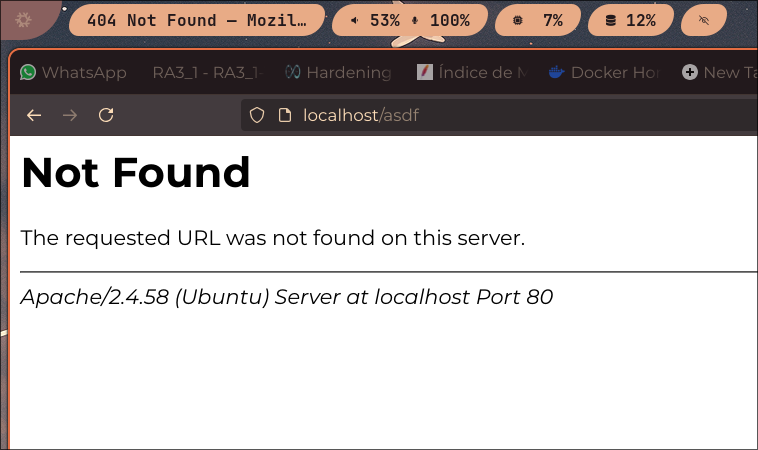 404 Not Found — Mozil…
53% 100%
7%
12%
WhatsApp
RA3_1 - RA3_1-
Hardening
Índice de M
Docker Hor
New Ta
localhost/asdf
Not Found
The requested URL was not found on this server.
Apache/2.4.58 (Ubuntu) Server at localhost Port 80